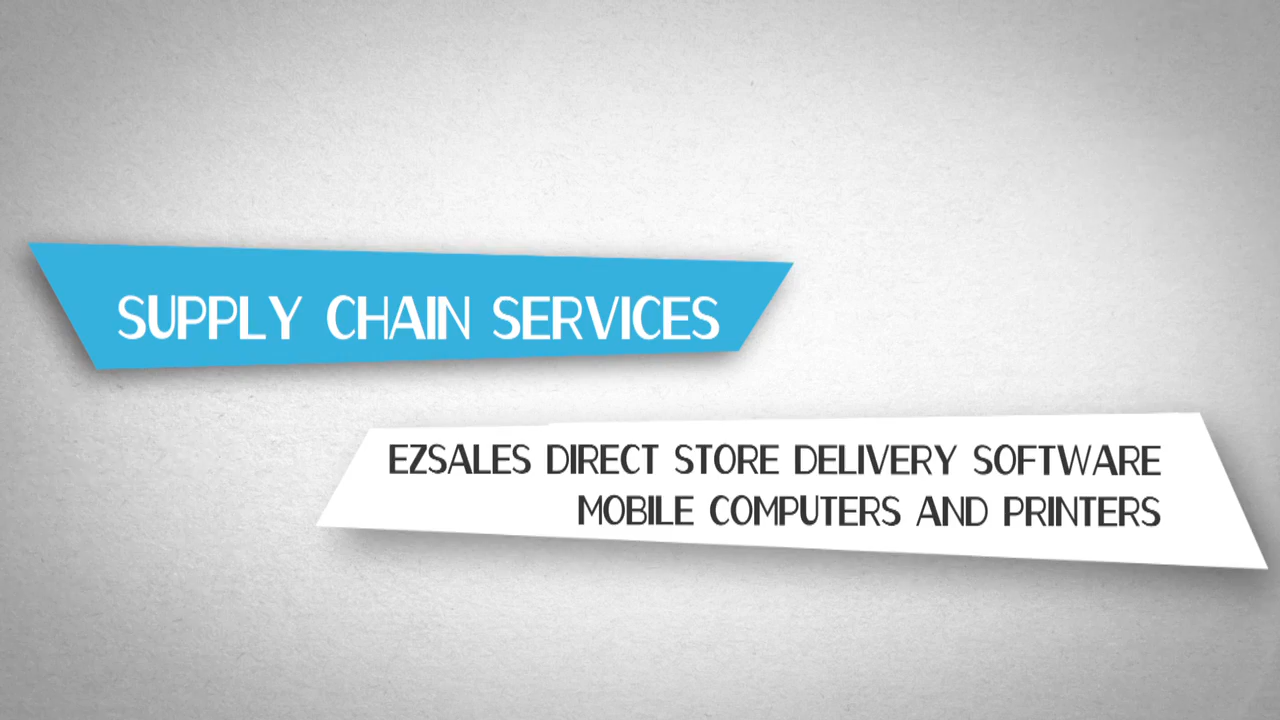 SUPPLY CHAIN SERVICES
EZSALES DIRECT STORE DELIVERY SOFTWARE
MOBILE COMPUTERS AND PRINTERS